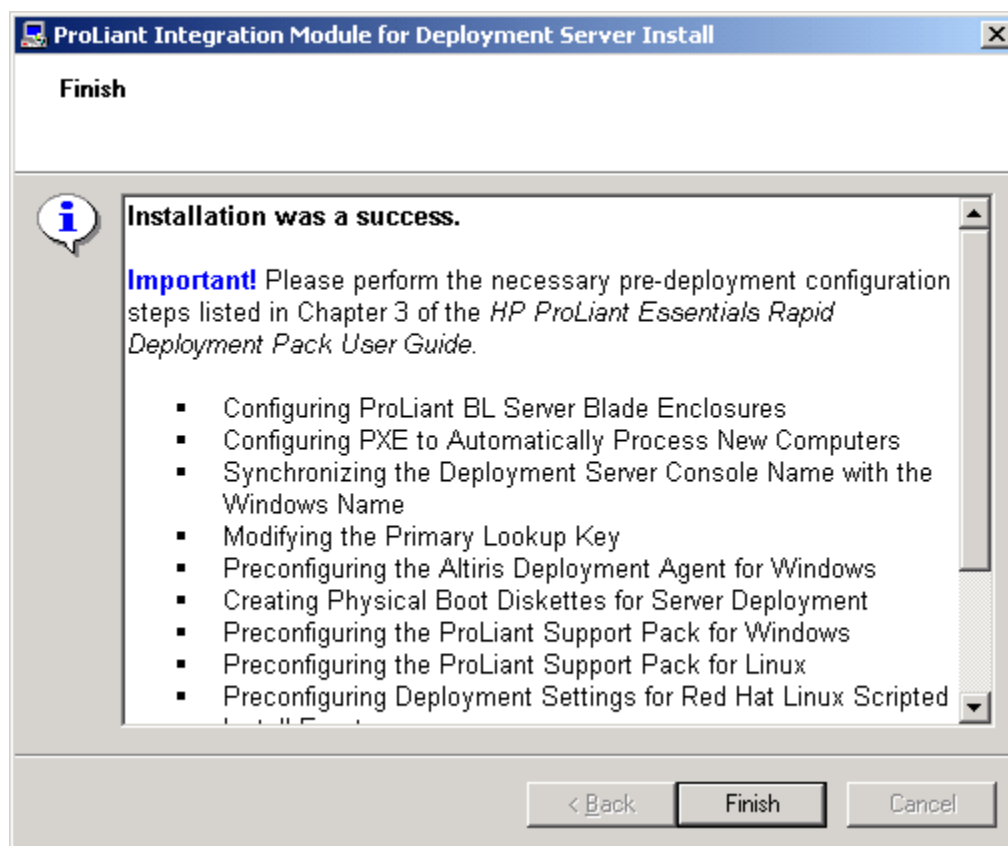 ProLiant Integration Module for Deployment Server Install
Finish
Installation was a success.
Important! Please perform the necessary pre-deployment configuration
steps listed in Chapter 3 of the HP ProLiant Essentials Rapid
Deployment Pack User Guide.
▪ Configuring ProLiant BL Server Blade Enclosures
▪ Configuring PXE to Automatically Process New Computers
▪ Synchronizing the Deployment Server Console Name with the
Windows Name
▪ Modifying the Primary Lookup Key
▪ Preconfiguring the Altiris Deployment Agent for Windows
▪ Creating Physical Boot Diskettes for Server Deployment
▪ Preconfiguring the ProLiant Support Pack for Windows
▪ Preconfiguring the ProLiant Support Pack for Linux
▪ Preconfiguring Deployment Settings for Red Hat Linux Scripted
< Back Finish Cancel